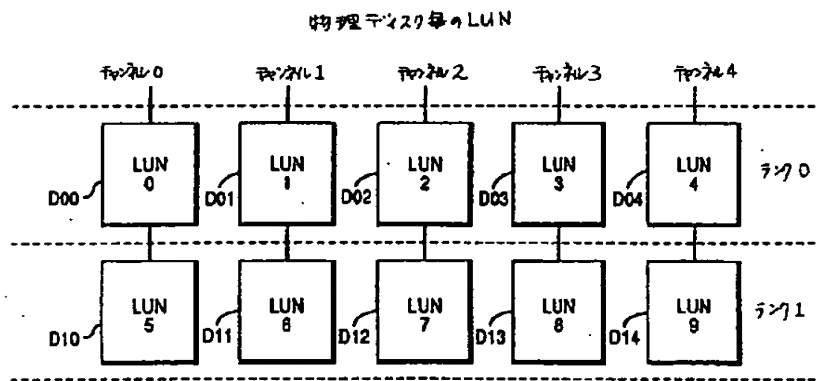 物理ディスク毎のLUN
チャンネル0 チャンネル1 チャンネル2 チャンネル3 チャンネル4
LUN 0 LUN 1 LUN 2 LUN 3 LUN 4 ランク0
D00 D01 D02 D03 D04
LUN 5 LUN 6 LUN 7 LUN 8 LUN 9 ランク1
D10 D11 D12 D13 D14